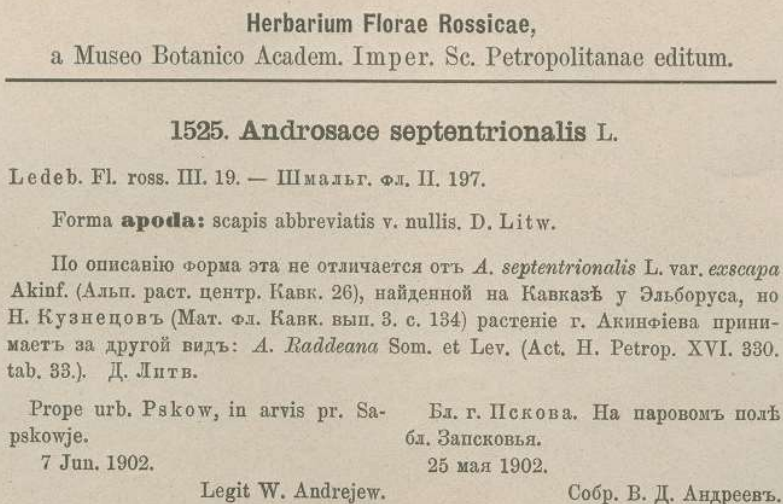 Herbarium Florae Rossicae,
a Museo Botanico Academ. Imper. Sc. Petropolitanae editum.
1525. Androsace septentrionalis L.
Ledeb. Fl. ross. III. 19. — Шмальг. фл. II. 197.
Forma apoda: scapis abbreviatis v. nullis. D. Litw.
По описанію форма эта не отличается отъ A. septentrionalis L. var. exscapa
Akinf. (Альп. раст. центр. Кавк. 26), найденной на Кавказѣ у Эльборуса, но
Н. Кузнецовъ (Мат. фл. Кавк. вып. 3. с. 134) растеніе г. Акинфіева прини-
маетъ за другой видъ: A. Raddeana Som. et Lev. (Act. H. Petrop. XVI. 330.
tab. 33.). Д. Литв.
Prope urb. Pskow, in arvis pr. Sa-
pskowje.
7 Jun. 1902.
Legit W. Andrejew.
Бл. г. Пскова. На паровомъ полѣ
бл. Запсковья.
25 мая 1902.
Собр. В. Д. Андреевъ.